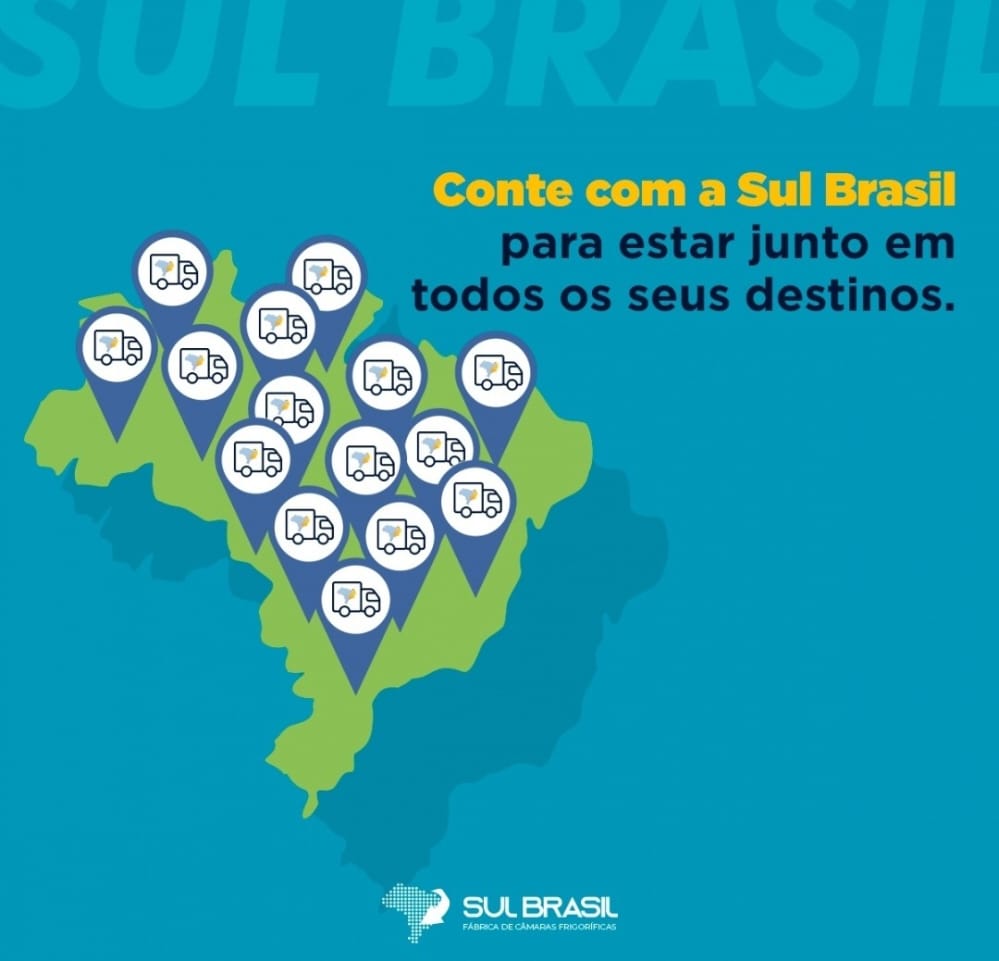 SUL BRASIL
Conte com a Sul Brasil
para estar junto em
todos os seus destinos.
SUL BRASIL
FÁBRICA DE CÂMARAS FRIGORÍFICAS